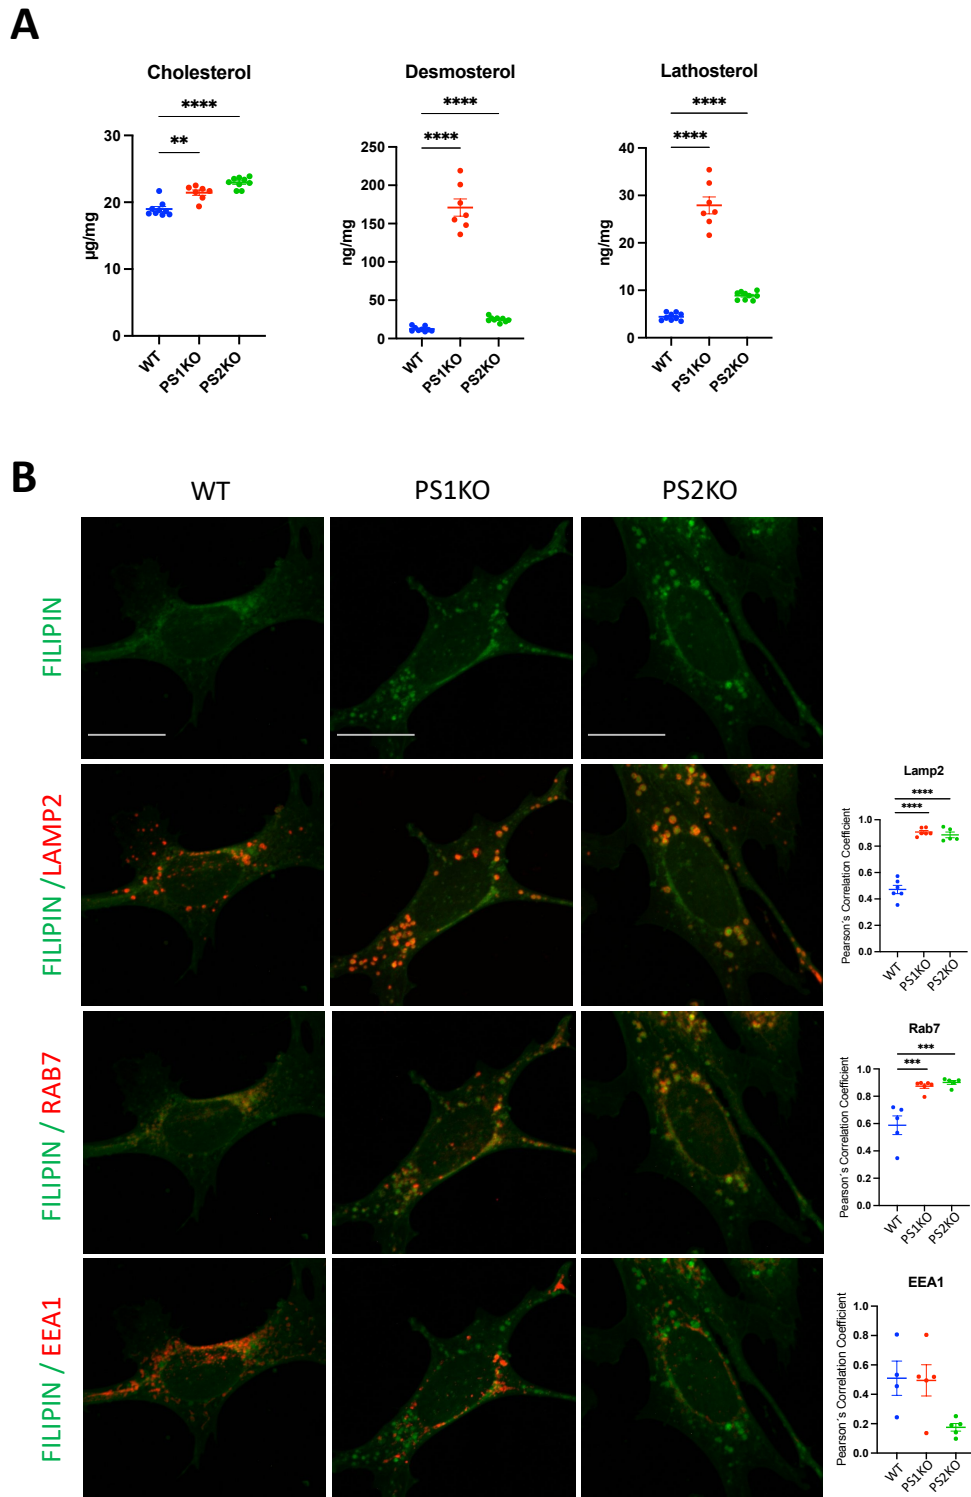 A
Cholesterol
****
**
30
20
10
0
µg/mg
WT
PS1KO
PS2KO
Desmosterol
****
****
250
200
150
100
50
0
ng/mg
WT
PS1KO
PS2KO
Lathosterol
****
****
40
30
20
10
0
ng/mg
WT
PS1KO
PS2KO
B
WT
PS1KO
PS2KO
FILIPIN
FILIPIN / LAMP2
Lamp2
****
****
1.0
0.8
0.6
0.4
0.2
0.0
Pearson´s Correlation Coefficient
WT
PS1KO
PS2KO
FILIPIN / RAB7
Rab7
***
***
1.0
0.8
0.6
0.4
0.2
0.0
Pearson´s Correlation Coefficient
WT
PS1KO
PS2KO
FILIPIN / EEA1
EEA1
1.0
0.8
0.6
0.4
0.2
0.0
Pearson´s Correlation Coefficient
WT
PS1KO
PS2KO